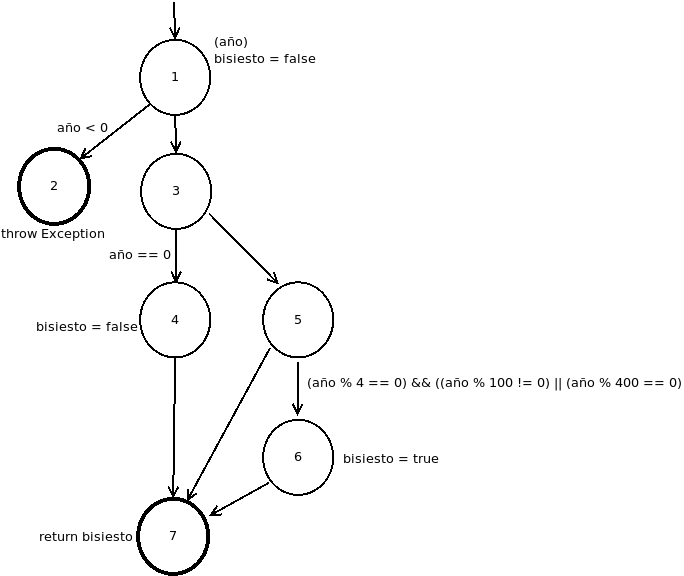 (año)
bisiesto = false
1
año < 0
2
3
throw Exception
año == 0
bisiesto = false
4
5
(año % 4 == 0) && ((año % 100 != 0) || (año % 400 == 0)
6
bisiesto = true
return bisiesto
7